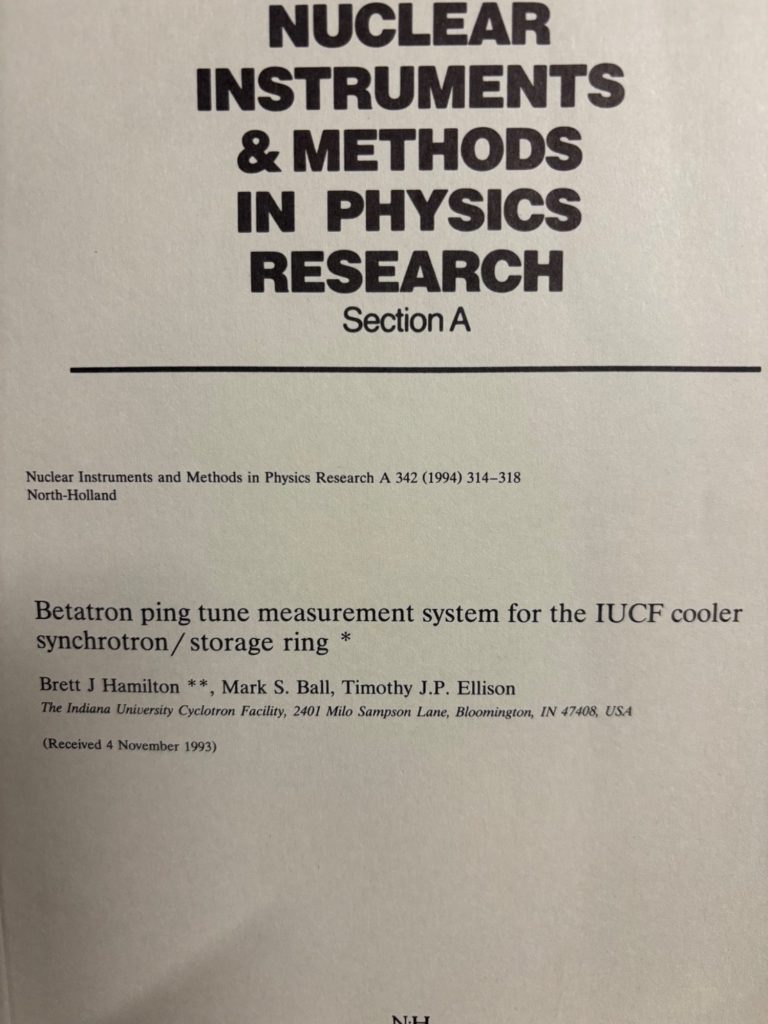 NUCLEAR
INSTRUMENTS
& METHODS
IN PHYSICS
RESEARCH
Section A
Nuclear Instruments and Methods in Physics Research A 342 (1994) 314–318
North-Holland
Betatron ping tune measurement system for the IUCF cooler
synchrotron/storage ring *
Brett J Hamilton **, Mark S. Ball, Timothy J.P. Ellison
The Indiana University Cyclotron Facility, 2401 Milo Sampson Lane, Bloomington, IN 47408, USA
(Received 4 November 1993)